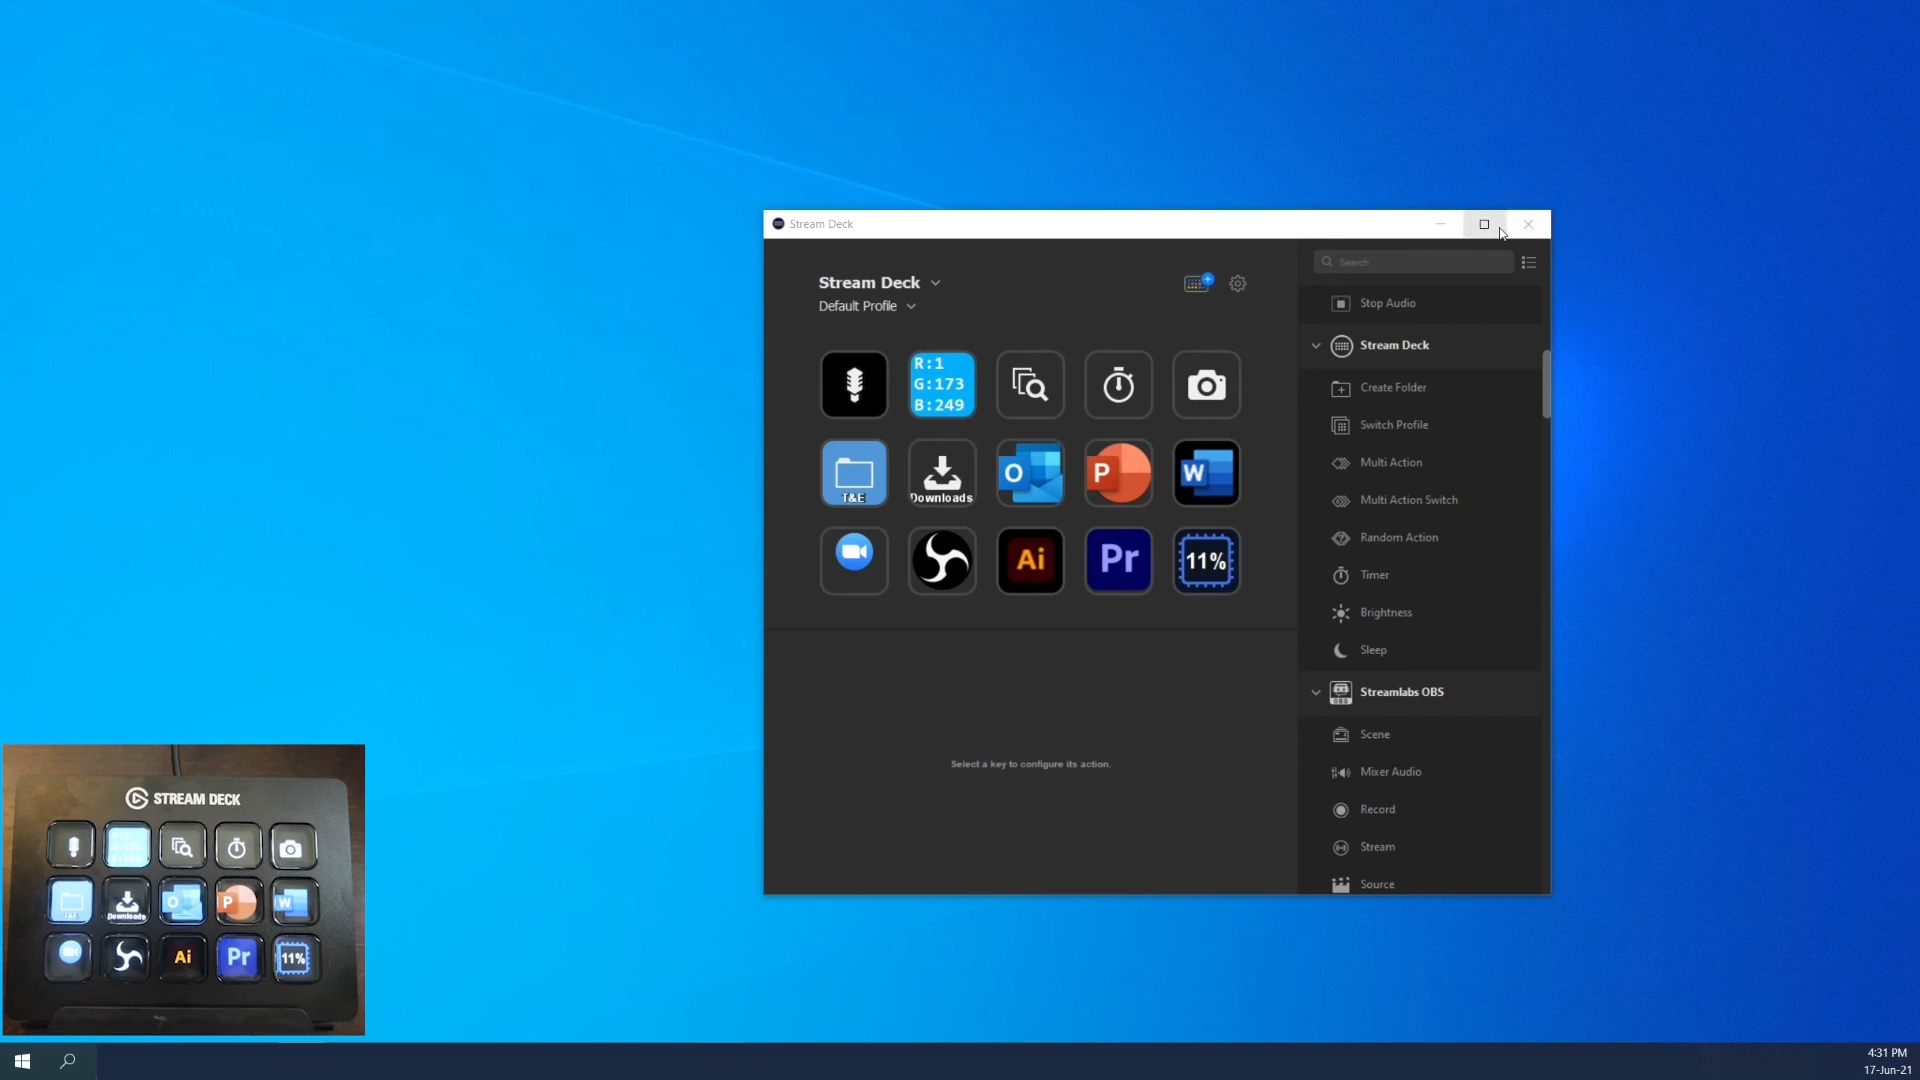 Stream Deck
Search
Stream Deck
Default Profile
Stop Audio
Stream Deck
R:1
G:173
B:249
Create Folder
Switch Profile
T&E
Downloads
O
P
W
Multi Action
Multi Action Switch
Random Action
Ai
Pr
11%
Timer
Brightness
Sleep
Streamlabs OBS
OBS
Scene
Select a key to configure its action.
Mixer Audio
Record
Stream
Source
STREAM DECK
T&E
Downloads
O
P
W
Ai
Pr
11%
4:31 PM
17-Jun-21